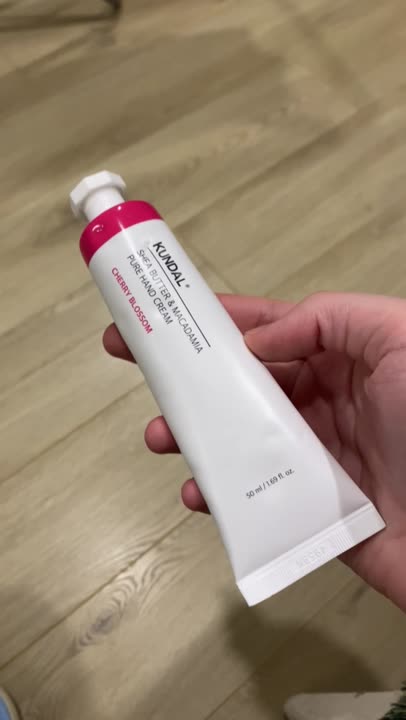 KUNDAL®
SHEA BUTTER & MACADAMIA
PURE HAND CREAM
CHERRY BLOSSOM
50 ml / 1.69 fl. oz.